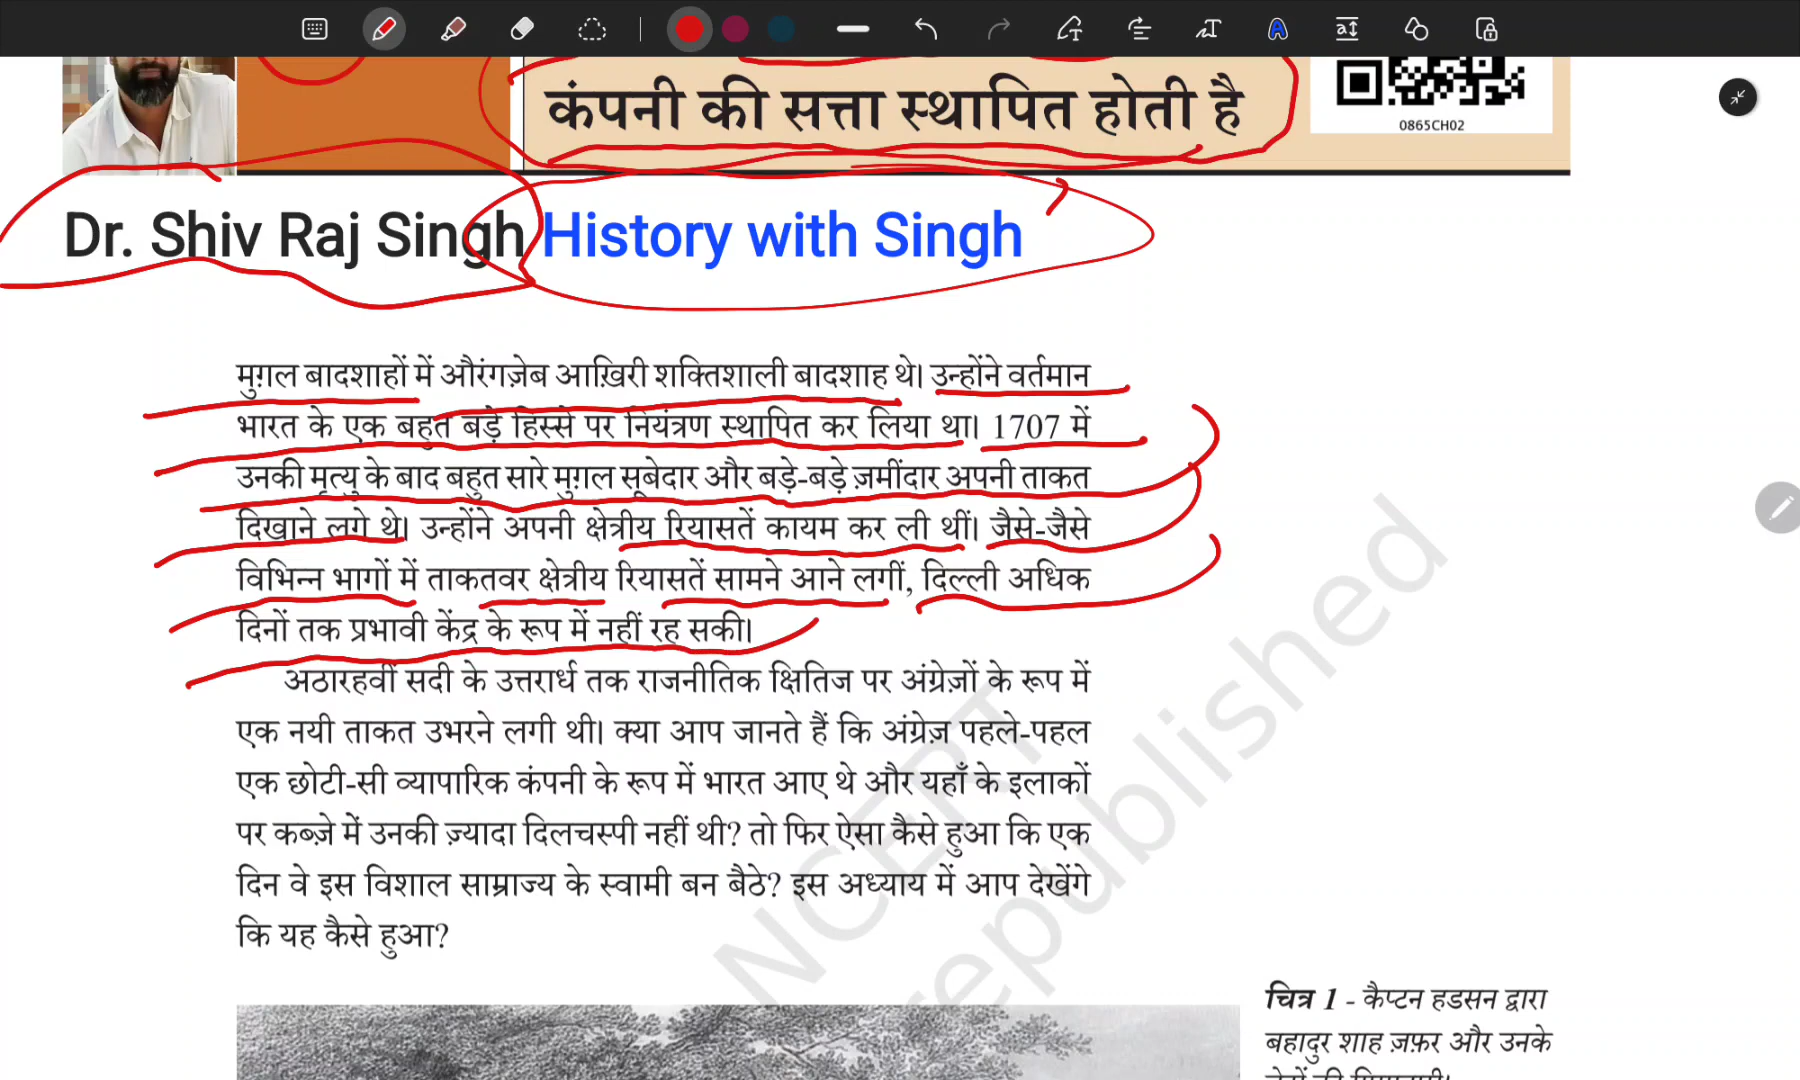 कंपनी की सत्ता स्थापित होती है
0865CH02
Dr. Shiv Raj Singh History with Singh
मुग़ल बादशाहों में औरंगज़ेब आख़िरी शक्तिशाली बादशाह थे। उन्होंने वर्तमान
भारत के एक बहुत बड़े हिस्से पर नियंत्रण स्थापित कर लिया था। 1707 में
उनकी मृत्यु के बाद बहुत सारे मुग़ल सूबेदार और बड़े-बड़े ज़मींदार अपनी ताकत
दिखाने लगे थे। उन्होंने अपनी क्षेत्रीय रियासतें कायम कर ली थीं। जैसे-जैसे
विभिन्न भागों में ताकतवर क्षेत्रीय रियासतें सामने आने लगीं, दिल्ली अधिक
दिनों तक प्रभावी केंद्र के रूप में नहीं रह सकी।
अठारहवीं सदी के उत्तरार्ध तक राजनीतिक क्षितिज पर अंग्रेज़ों के रूप में
एक नयी ताकत उभरने लगी थी। क्या आप जानते हैं कि अंग्रेज़ पहले-पहल
एक छोटी-सी व्यापारिक कंपनी के रूप में भारत आए थे और यहाँ के इलाकों
पर कब्ज़े में उनकी ज़्यादा दिलचस्पी नहीं थी? तो फिर ऐसा कैसे हुआ कि एक
दिन वे इस विशाल साम्राज्य के स्वामी बन बैठे? इस अध्याय में आप देखेंगे
कि यह कैसे हुआ?
NCERT
republished
चित्र 1 - कैप्टन हडसन द्वारा
बहादुर शाह ज़फ़र और उनके